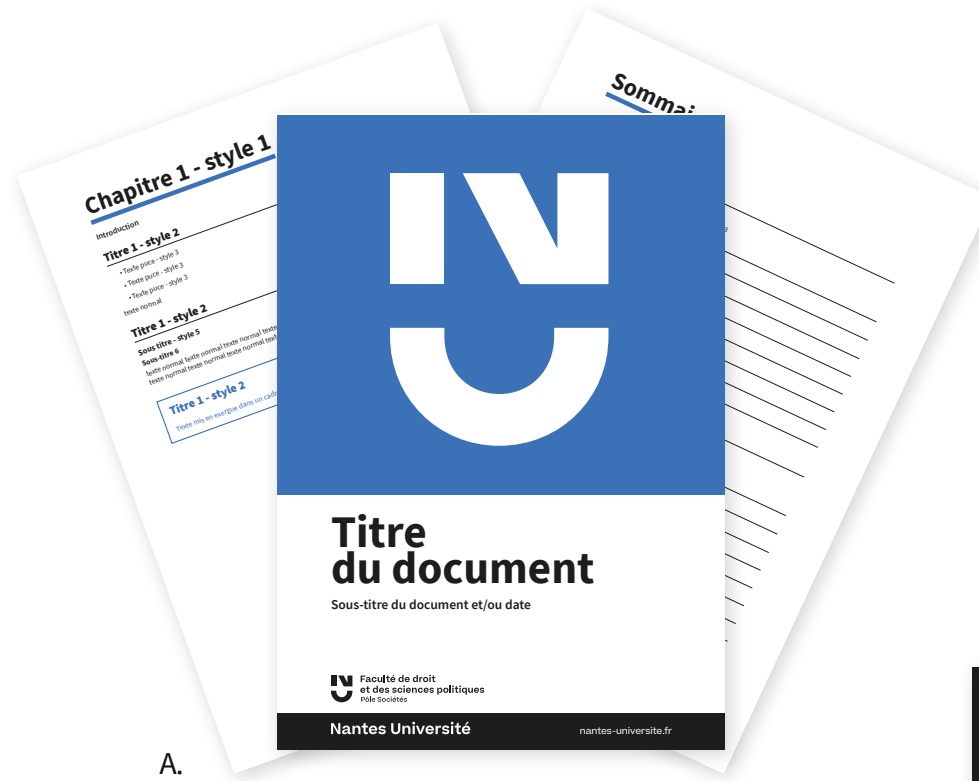 Chapitre 1 - style 1
Introduction
Titre 1 - style 2
• Texte puce - style 3
• Texte puce - style 3
• Texte puce - style 3
texte normal
Titre 1 - style 2
Sous titre - style 5
Sous-titre 6
texte normal texte normal texte normal texte
texte normal texte normal texte normal
Titre 1 - style 2
Texte mis en exergue dans un
Sommai
Titre
du document
Sous-titre du document et/ou date
Faculté de droit
et des sciences politiques
Pôle Sociétés
Nantes Université
nantes-universite.fr
A.